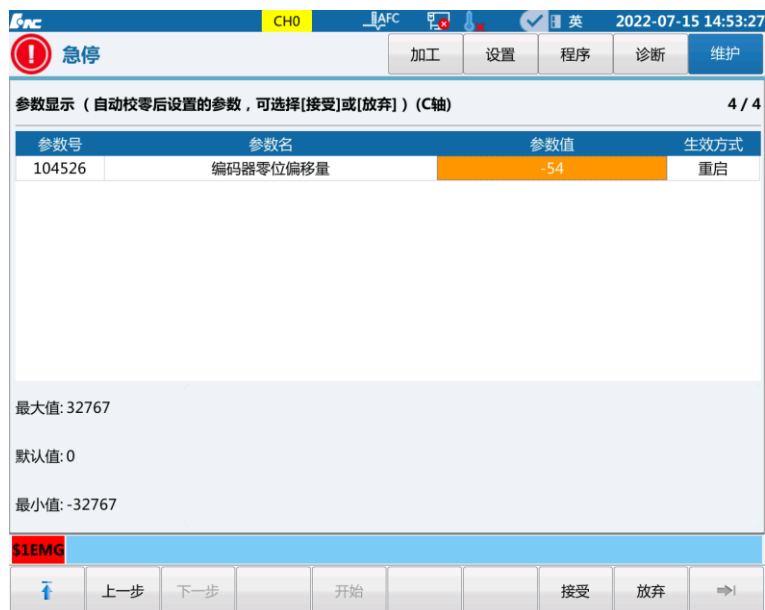 CH0 AFC 英 2022-07-15 14:53:27
急停 加工 设置 程序 诊断 维护
参数显示 ( 自动校零后设置的参数 , 可选择[接受]或[放弃] ) (C轴) 4 / 4
参数号 参数名 参数值 生效方式
104526 编码器零位偏移量 -54 重启
最大值: 32767
默认值: 0
最小值: -32767
$1EMG
上一步 下一步 开始 接受 放弃